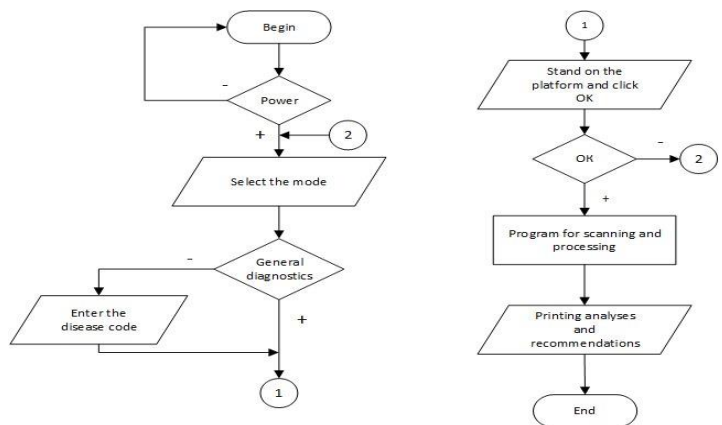 Begin
-
Power
+
2
Select the mode
-
General
diagnostics
Enter the
disease code
+
1
1
Stand on the
platform and click
OK
OK
-
2
+
Program for scanning and
processing
Printing analyses
and
recommendations
End